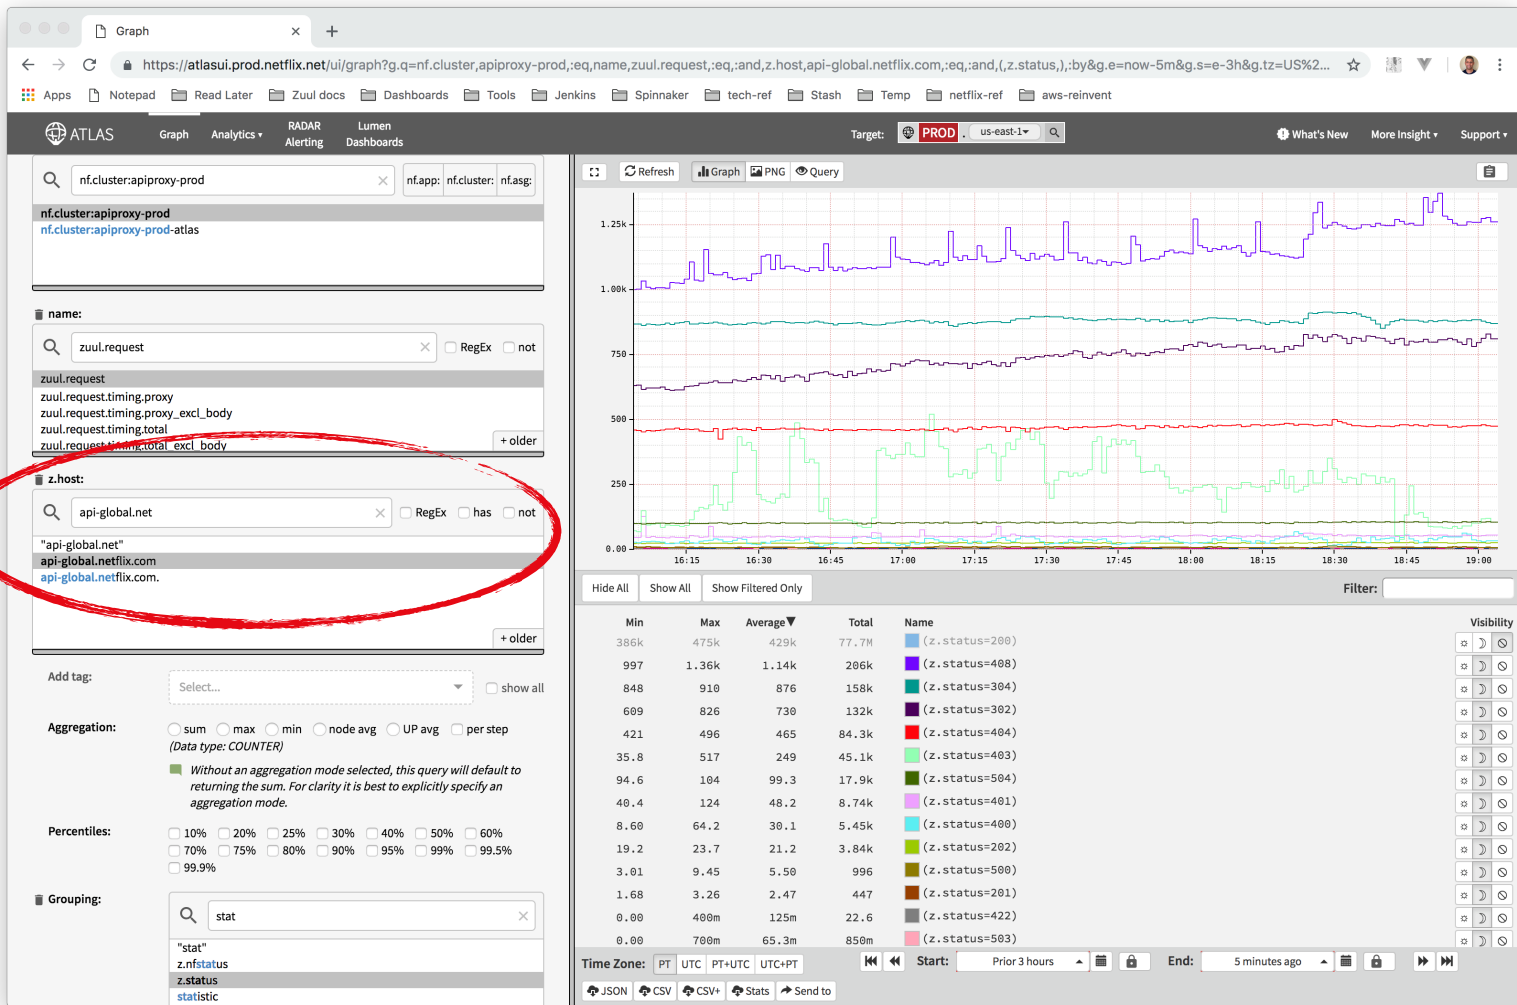 Graph
https://atlasui.prod.netflix.net/ui/graph?g.q=nf.cluster,apiproxy-prod,:eq,name,zuul.request,:eq,:and,z.host,api-global.netflix.com,:eq,:and,(,z.status,),:by&g.e=now-5m&g.s=e-3h&g.tz=US%2...
Apps Notepad Read Later Zuul docs Dashboards Tools Jenkins Spinnaker tech-ref Stash Temp netflix-ref aws-reinvent
ATLAS Graph Analytics RADAR Alerting Lumen Dashboards Target: PROD . us-east-1 What's New More Insight Support
nf.cluster:apiproxy-prod nf.app: nf.cluster: nf.asg:
nf.cluster:apiproxy-prod
nf.cluster:apiproxy-prod-atlas
name:
zuul.request RegEx not
zuul.request
zuul.request.timing.proxy
zuul.request.timing.proxy_excl_body
zuul.request.timing.total
zuul.request.timing.total_excl_body
+ older
z.host:
api-global.net RegEx has not
"api-global.net"
api-global.netflix.com
api-global.netflix.com.
+ older
Add tag: Select... show all
Aggregation: sum max min node avg UP avg per step
(Data type: COUNTER)
Without an aggregation mode selected, this query will default to
returning the sum. For clarity it is best to explicitly specify an
aggregation mode.
Percentiles: 10% 20% 25% 30% 40% 50% 60%
70% 75% 80% 90% 95% 99% 99.5%
99.9%
Grouping:
stat
"stat"
z.nfstatus
z.status
statistic
Refresh Graph PNG Query
1.25k
1.00k
750
500
250
0.00
16:15 16:30 16:45 17:00 17:15 17:30 17:45 18:00 18:15 18:30 18:45 19:00
Hide All Show All Show Filtered Only Filter:
Min Max Average▼ Total Name Visibility
386k 475k 429k 77.7M (z.status=200)
997 1.36k 1.14k 206k (z.status=408)
848 910 876 158k (z.status=304)
609 826 730 132k (z.status=302)
421 496 465 84.3k (z.status=404)
35.8 517 249 45.1k (z.status=403)
94.6 104 99.3 17.9k (z.status=504)
40.4 124 48.2 8.74k (z.status=401)
8.60 64.2 30.1 5.45k (z.status=400)
19.2 23.7 21.2 3.84k (z.status=202)
3.01 9.45 5.50 996 (z.status=500)
1.68 3.26 2.47 447 (z.status=201)
0.00 400m 125m 22.6 (z.status=422)
0.00 700m 65.3m 850m (z.status=503)
Time Zone: PT UTC PT+UTC UTC+PT Start: Prior 3 hours End: 5 minutes ago
JSON CSV CSV+ Stats Send to